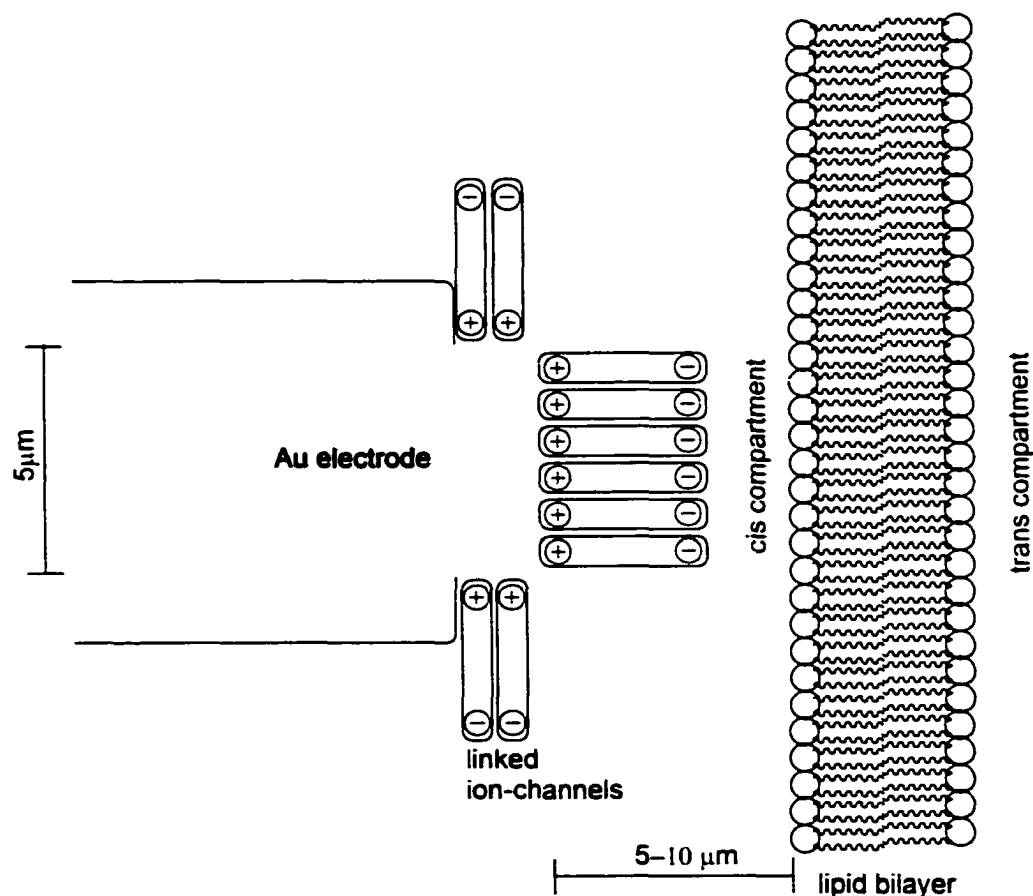 5μm
Au electrode
linked
ion-channels
cis compartment
trans compartment
5–10 μm
lipid bilayer